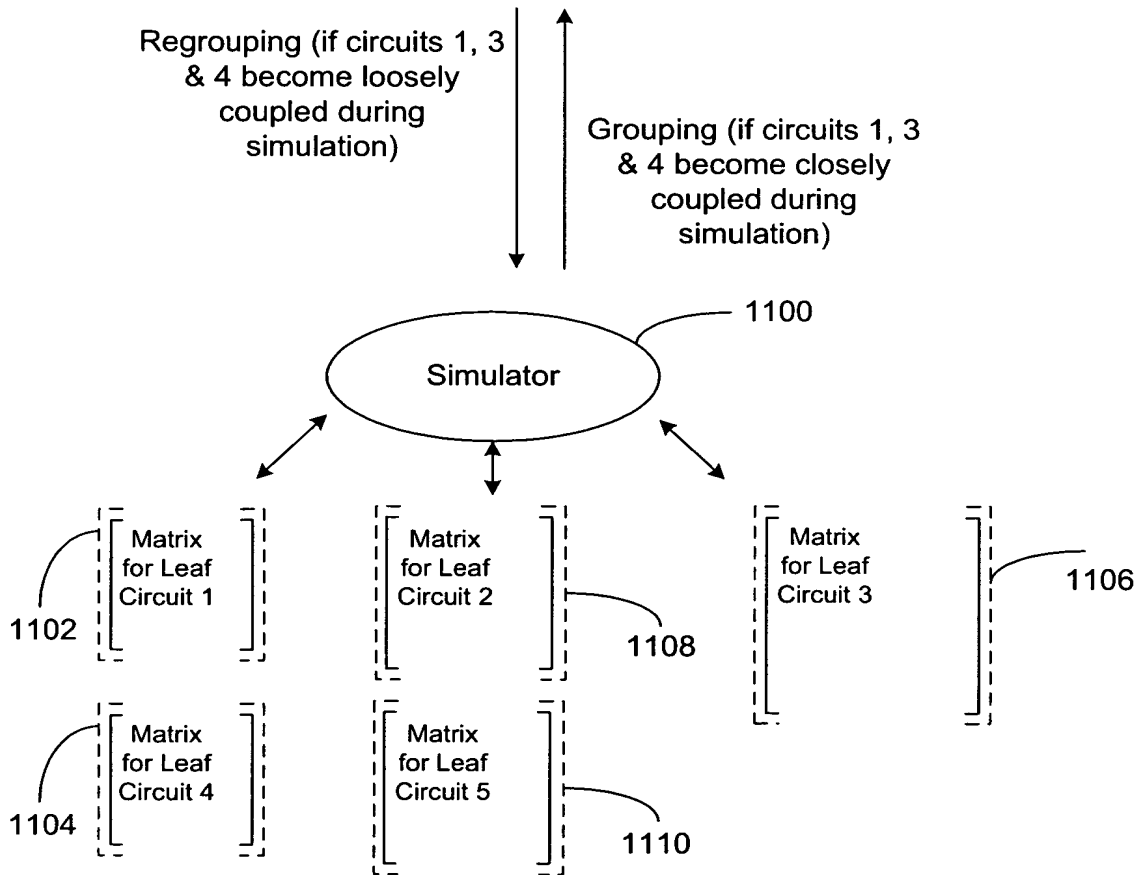 Regrouping (if circuits 1, 3
& 4 become loosely
coupled during
simulation)
Grouping (if circuits 1, 3
& 4 become closely
coupled during
simulation)
1100
Simulator
Matrix
for Leaf
Circuit 1
1102
Matrix
for Leaf
Circuit 2
1108
Matrix
for Leaf
Circuit 3
1106
Matrix
for Leaf
Circuit 4
1104
Matrix
for Leaf
Circuit 5
1110